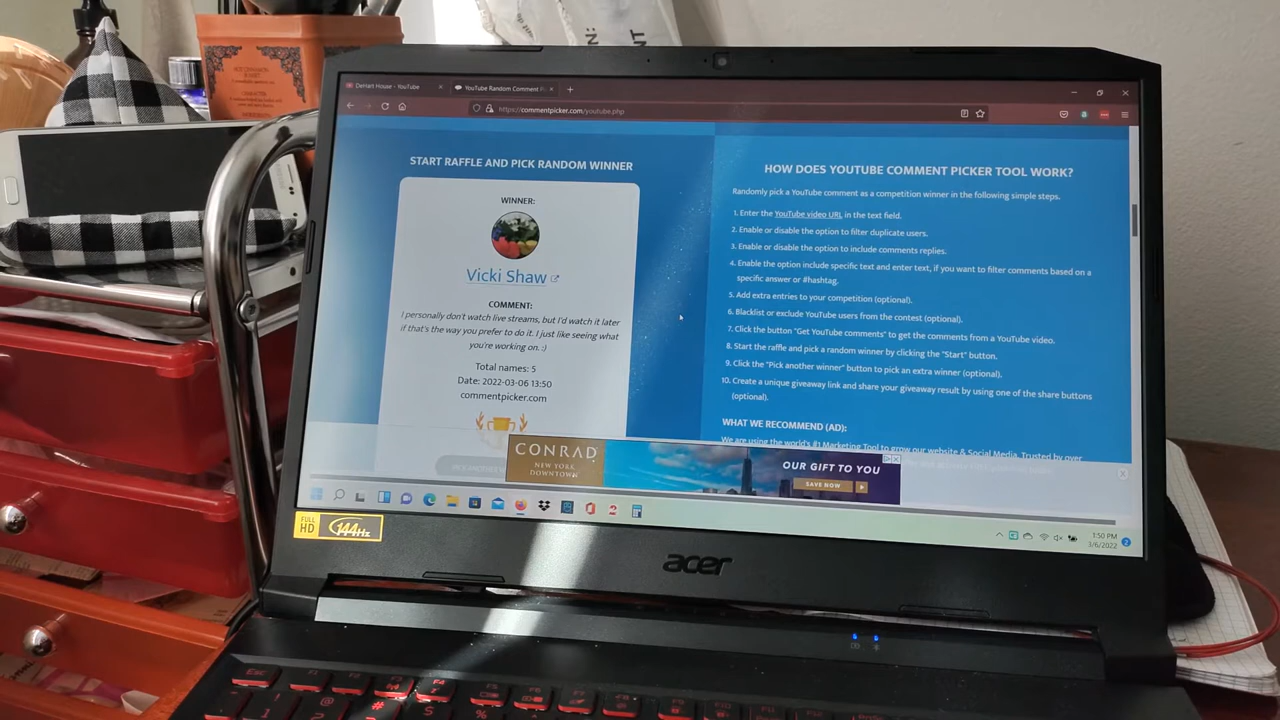 DeHart House - YouTube
YouTube Random Comment P
https://commentpicker.com/youtube.php
START RAFFLE AND PICK RANDOM WINNER
WINNER:
Vicki Shaw
COMMENT:
I personally don't watch live streams, but I'd watch it later
if that's the way you prefer to do it. I just like seeing what
you're working on. :)
Total names: 5
Date: 2022-03-06 13:50
commentpicker.com
HOW DOES YOUTUBE COMMENT PICKER TOOL WORK?
Randomly pick a YouTube comment as a competition winner in the following simple steps.
1. Enter the YouTube video URL in the text field.
2. Enable or disable the option to filter duplicate users.
3. Enable or disable the option to include comments replies.
4. Enable the option include specific text and enter text, if you want to filter comments based on a
specific answer or #hashtag.
5. Add extra entries to your competition (optional).
6. Blacklist or exclude YouTube users from the contest (optional).
7. Click the button "Get YouTube comments" to get the comments from a YouTube video.
8. Start the raffle and pick a random winner by clicking the "Start" button.
9. Click the "Pick another winner" button to pick an extra winner (optional).
10. Create a unique giveaway link and share your giveaway result by using one of the share buttons
(optional).
WHAT WE RECOMMEND (AD):
We are using the world's #1 Marketing Tool to grow our website & Social Media. Trusted by over
CONRAD
NEW YORK
DOWNTOWN
OUR GIFT TO YOU
SAVE NOW
1:50 PM
3/6/2022
2
FULL
HD
144Hz
acer
Esc
F1
F2
F3
F4
F5
F6
F7